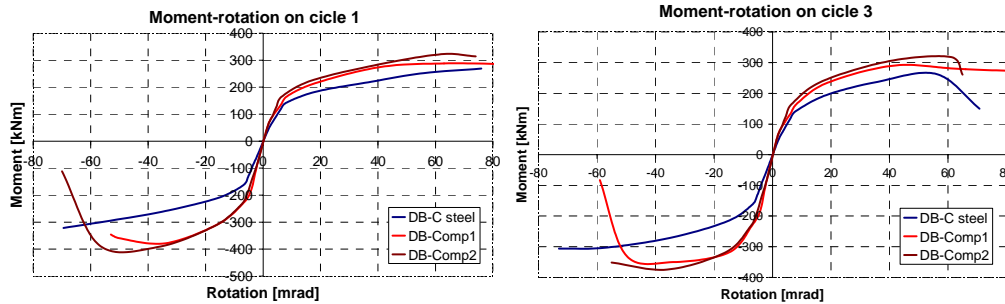 Moment-rotation on cicle 1
400
300
200
100
0
-100
-200
-300
-400
-500
-80 -60 -40 -20 0 20 40 60 80
Moment [kNm]
Rotation [mrad]
DB-C steel
DB-Comp1
DB-Comp2
Moment-rotation on cicle 3
400
300
200
100
0
-100
-200
-300
-400
-80 -60 -40 -20 0 20 40 60 80
Moment [kNm]
Rotation [mrad]
DB-C steel
DB-Comp1
DB-Comp2